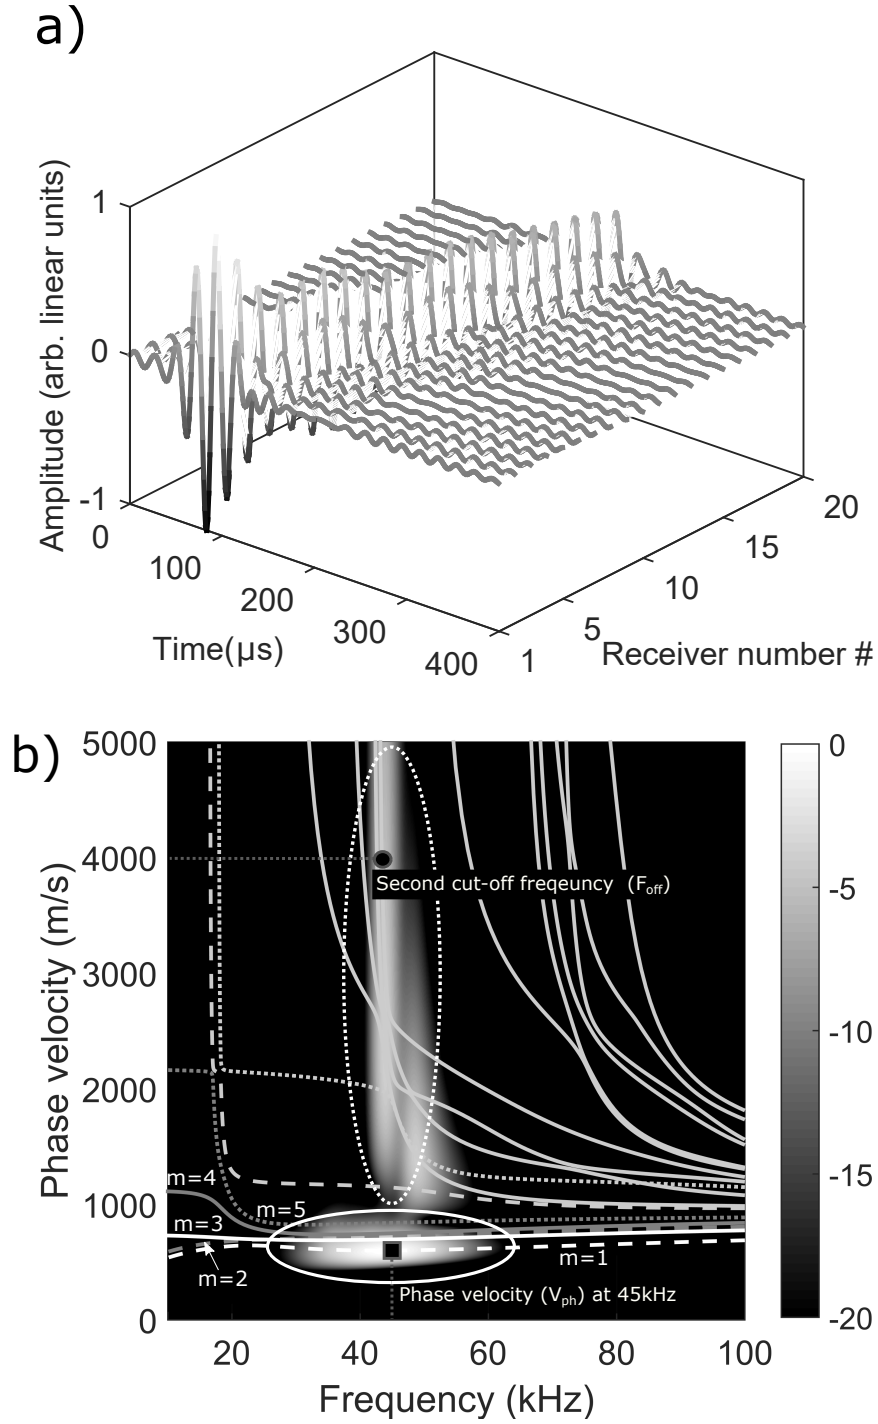 a)
Amplitude (arb. linear units)
1
0
-1
0
100
200
300
400
Time(µs)
1
5
10
15
20
Receiver number #
b)
Phase velocity (m/s)
5000
4000
3000
2000
1000
0
Second cut-off freqeuncy (Foff)
m=4
m=5
m=3
m=2
m=1
Phase velocity (Vph) at 45kHz
20
40
60
80
100
Frequency (kHz)
0
-5
-10
-15
-20